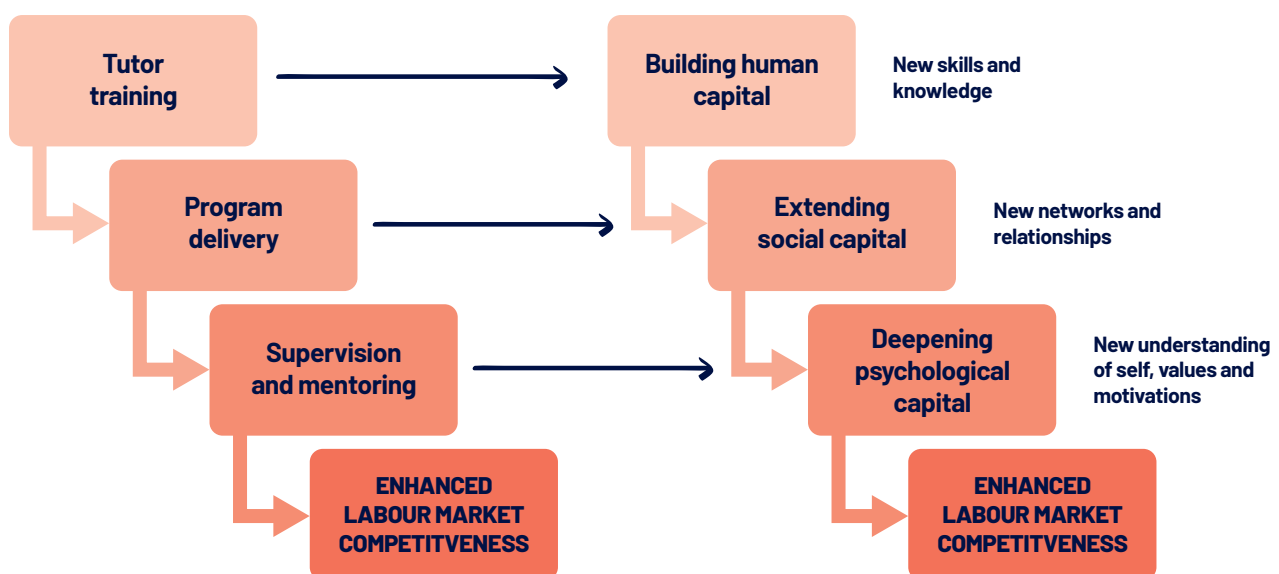 Tutor
training
Building human
capital
New skills and
knowledge
Program
delivery
Extending
social capital
New networks and
relationships
Supervision
and mentoring
Deepening
psychological
capital
New understanding
of self, values and
motivations
ENHANCED
LABOUR MARKET
COMPETITVENESS
ENHANCED
LABOUR MARKET
COMPETITVENESS